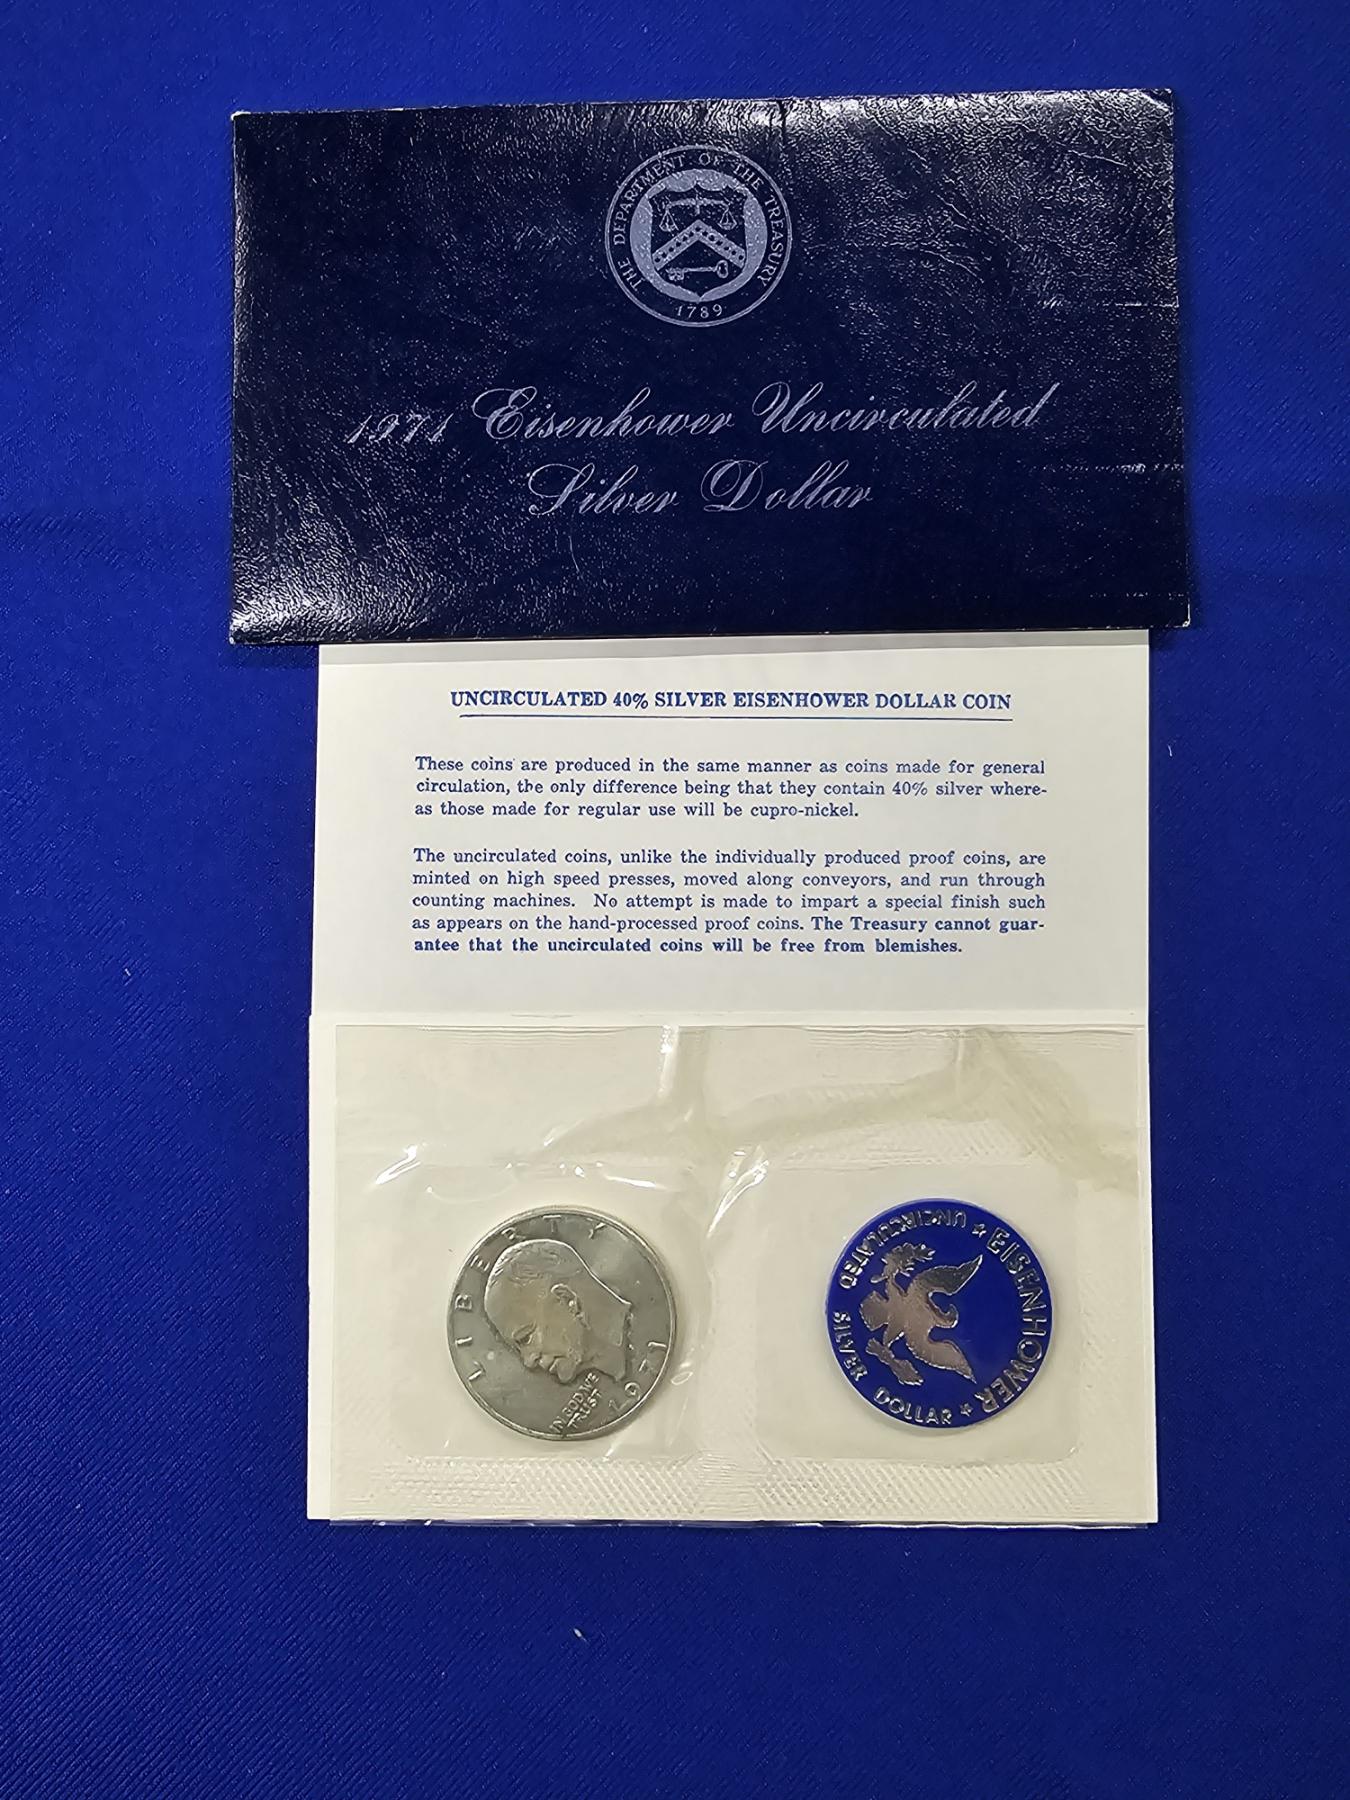 THE DEPARTMENT OF THE TREASURY
1789
1971 Eisenhower Uncirculated
Silver Dollar
UNCIRCULATED 40% SILVER EISENHOWER DOLLAR COIN
These coins are produced in the same manner as coins made for general
circulation, the only difference being that they contain 40% silver where-
as those made for regular use will be cupro-nickel.
The uncirculated coins, unlike the individually produced proof coins, are
minted on high speed presses, moved along conveyors, and run through
counting machines. No attempt is made to impart a special finish such
as appears on the hand-processed proof coins. The Treasury cannot guar-
antee that the uncirculated coins will be free from blemishes.
LIBERTY
IN GOD WE
TRUST
1971
EISENHOWER
UNCIRCULATED SILVER DOLLAR